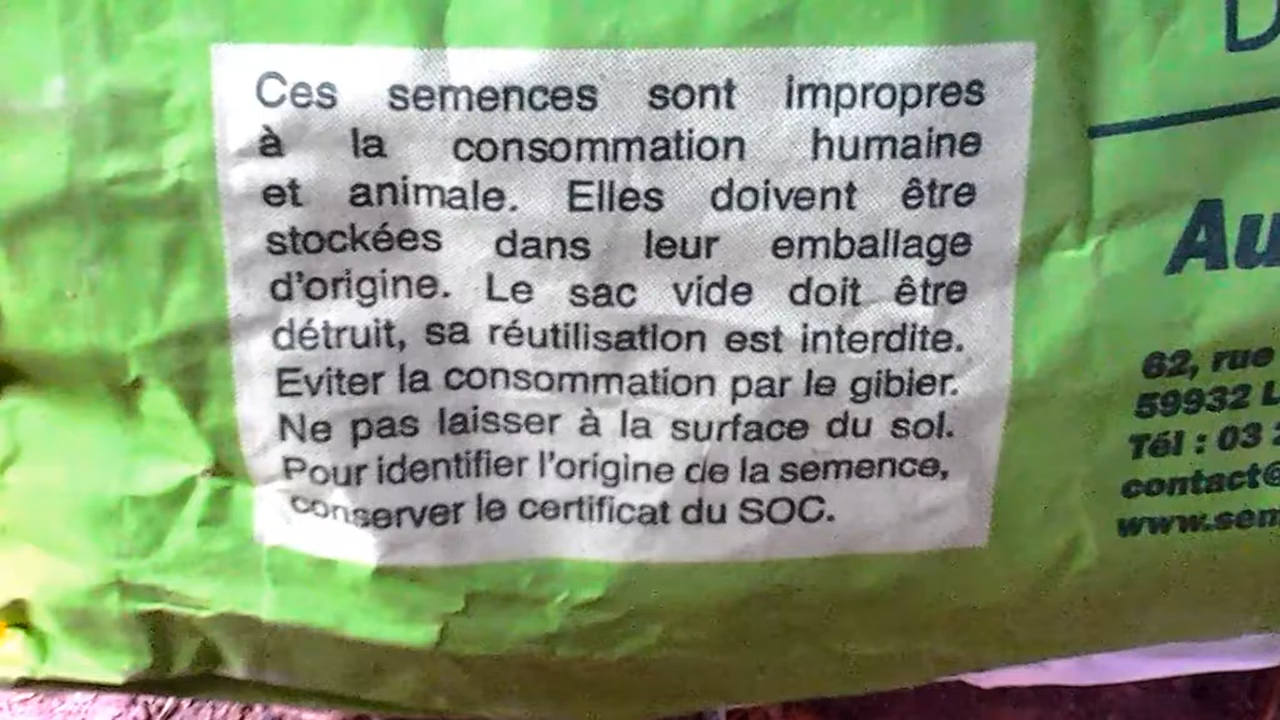 Ces semences sont impropres
à la consommation humaine
et animale. Elles doivent être
stockées dans leur emballage
d'origine. Le sac vide doit être
détruit, sa réutilisation est interdite.
Eviter la consommation par le gibier.
Ne pas laisser à la surface du sol.
Pour identifier l'origine de la semence,
conserver le certificat du SOC.
D
Au
62, rue
59932 L
Tél : 03 2
contact@
www.sem